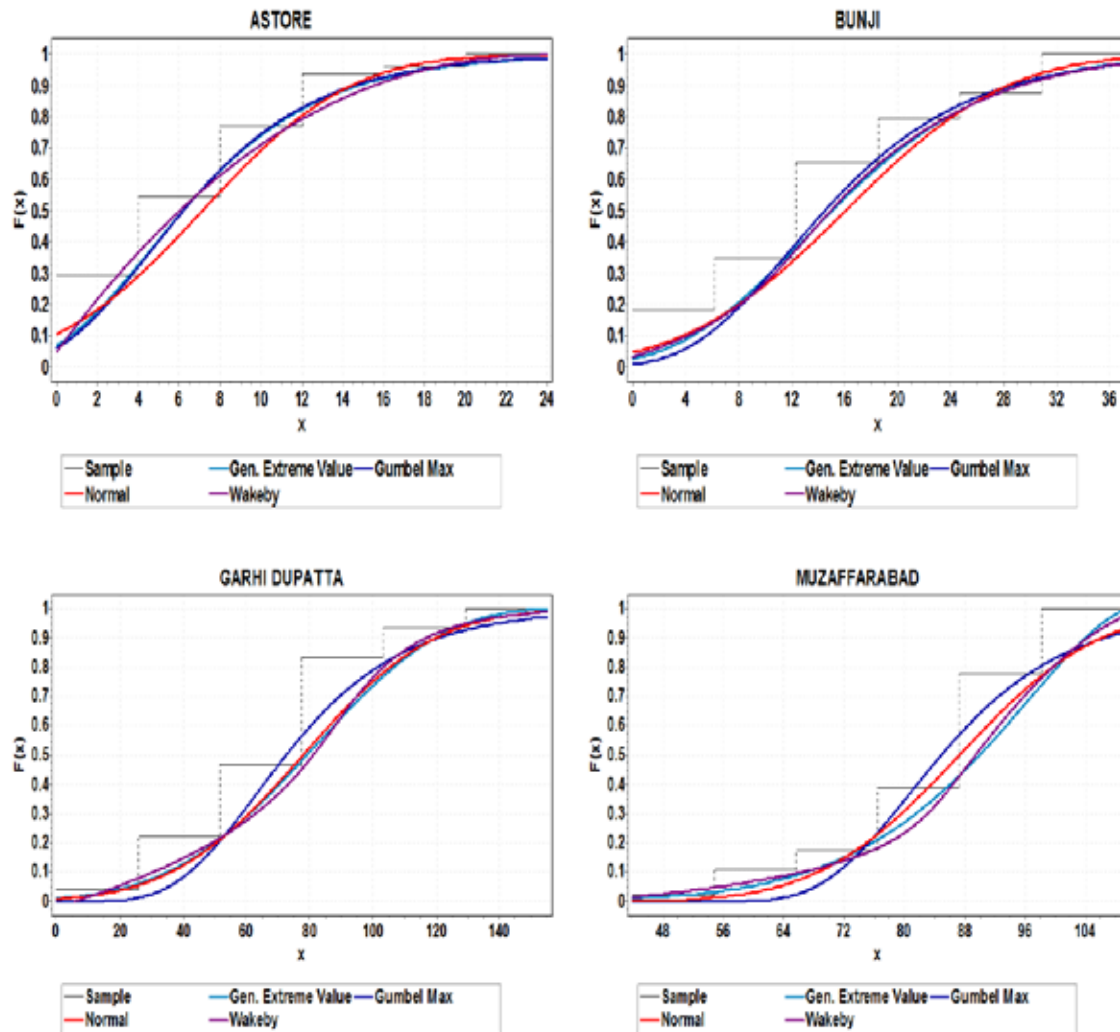 ASTORE
F(x)
1
0.9
0.8
0.7
0.6
0.5
0.4
0.3
0.2
0.1
0
0 2 4 6 8 10 12 14 16 18 20 22 24
X
Sample Gen. Extreme Value Gumbel Max
Normal Wakeby
BUNJI
F(x)
1
0.9
0.8
0.7
0.6
0.5
0.4
0.3
0.2
0.1
0
0 4 8 12 16 20 24 28 32 36
X
Sample Gen. Extreme Value Gumbel Max
Normal Wakeby
GARHI DUPATTA
F(x)
1
0.9
0.8
0.7
0.6
0.5
0.4
0.3
0.2
0.1
0
0 20 40 60 80 100 120 140
X
Sample Gen. Extreme Value Gumbel Max
Normal Wakeby
MUZAFFARABAD
F(x)
1
0.9
0.8
0.7
0.6
0.5
0.4
0.3
0.2
0.1
0
48 56 64 72 80 88 96 104
X
Sample Gen. Extreme Value Gumbel Max
Normal Wakeby